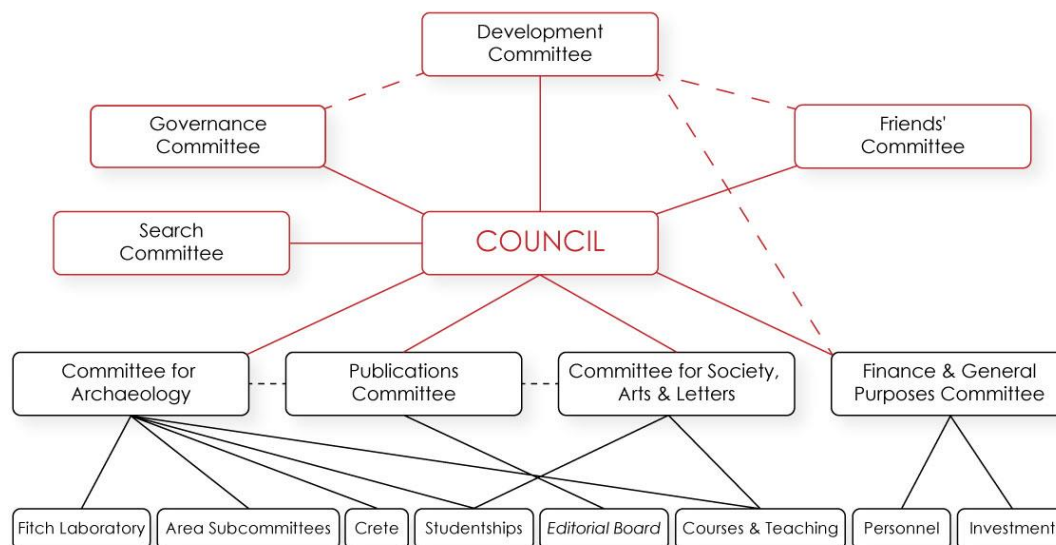 Development
Committee
Governance
Committee
Friends'
Committee
Search
Committee
COUNCIL
Committee for
Archaeology
Publications
Committee
Committee for Society,
Arts & Letters
Finance & General
Purposes Committee
Fitch Laboratory
Area Subcommittees
Crete
Studentships
Editorial Board
Courses & Teaching
Personnel
Investment